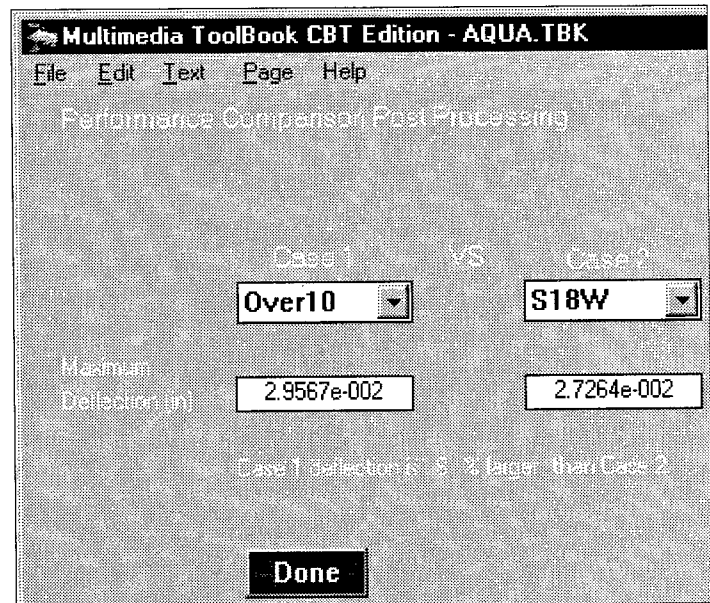 Multimedia ToolBook CBT Edition - AQUA.TBK
File Edit Text Page Help
Performance Comparison Post Processing
Case 1 VS Case 2
Over10 S18W
Maximum
Deflection (in) 2.9567e-002 2.7264e-002
Case 1 deflection is 8 % larger than Case 2
Done